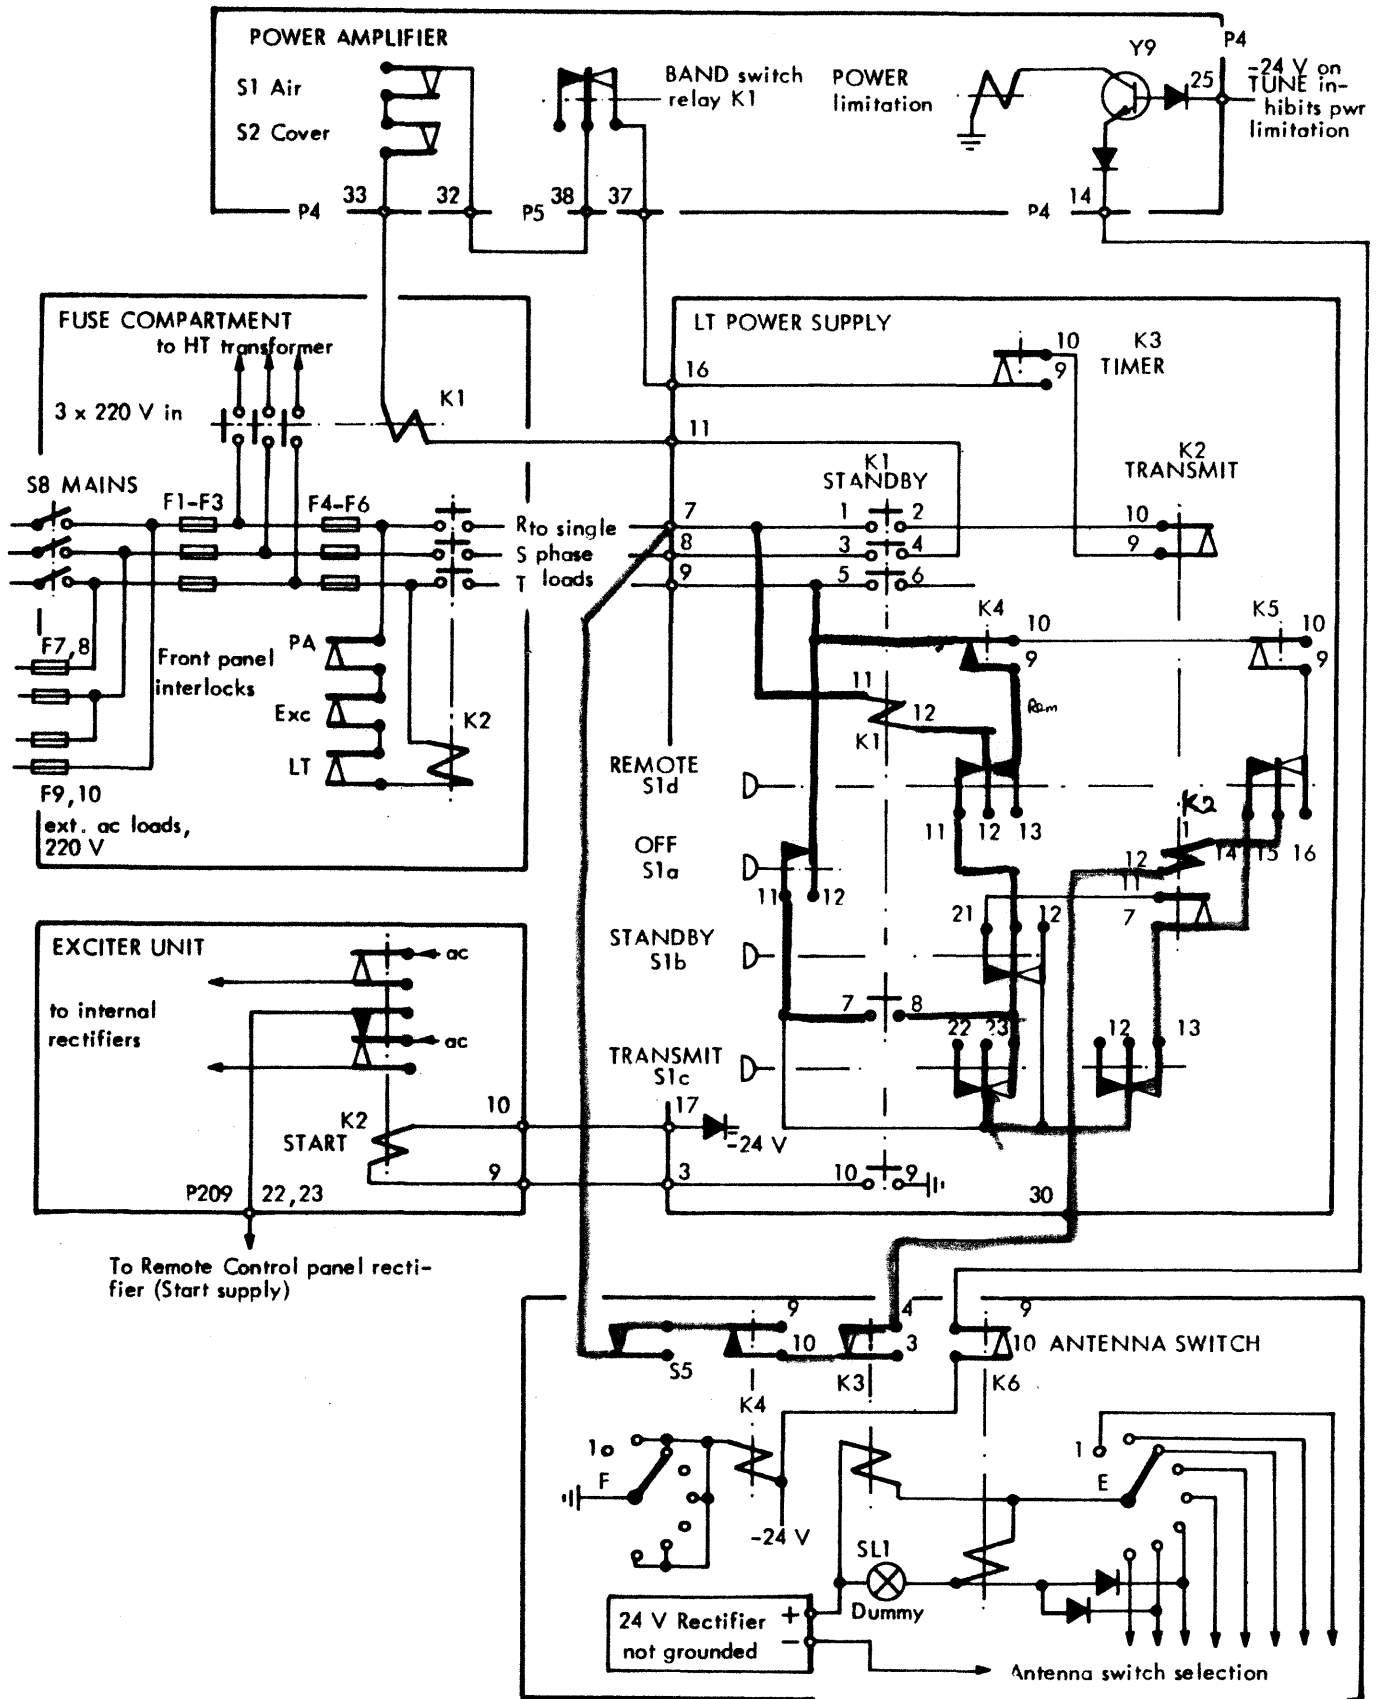 POWER AMPLIFIER
S1 Air
S2 Cover
BAND switch
relay K1
POWER
limitation
Y9
25
P4
-24 V on
TUNE in-
hibits pwr
limitation
P4
33
32
P5
38
37
P4
14
FUSE COMPARTMENT
to HT transformer
3 x 220 V in
K1
S8 MAINS
F1-F3
F4-F6
R
S
T
to single
phase
loads
F7,8
PA
Front panel
interlocks
Exc
K2
LT
F9,10
ext. ac loads,
220 V
LT POWER SUPPLY
10
9
K3
TIMER
16
11
K1
STANDBY
K2
TRANSMIT
7
1
2
10
8
3
4
9
9
5
6
K4
10
K5
10
9
9
11
12
Rem
K1
REMOTE
S1d
K2
11
12
13
1
14
15
16
OFF
S1a
12
11
11
12
21
12
7
STANDBY
S1b
7
8
22
23
12
13
TRANSMIT
S1c
17
-24 V
3
10
9
30
EXCITER UNIT
ac
to internal
rectifiers
ac
K2
START
10
9
P209
22,23
To Remote Control panel recti-
fier (Start supply)
9
4
9
10
3
10
ANTENNA SWITCH
S5
K3
K6
K4
1
F
1
E
-24 V
SL1
Dummy
24 V Rectifier
not grounded
+
-
Antenna switch selection